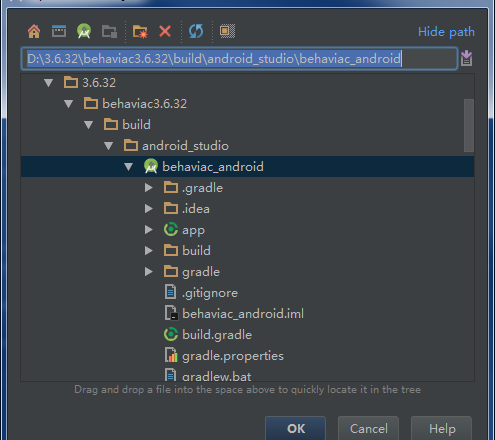 Hide path
D:\3.6.32\behaviac3.6.32\build\android_studio\behaviac_android
3.6.32
behaviac3.6.32
build
android_studio
behaviac_android
.gradle
.idea
app
build
gradle
.gitignore
behaviac_android.iml
build.gradle
gradle.properties
gradlew.bat
Drag and drop a file into the space above to quickly locate it in the tree
OK Cancel Help